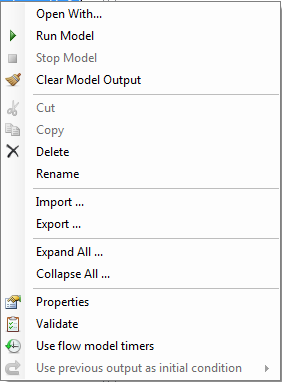 Open With...
Run Model
Stop Model
Clear Model Output
Cut
Copy
Delete
Rename
Import ...
Export ...
Expand All ...
Collapse All ...
Properties
Validate
Use flow model timers
Use previous output as initial condition